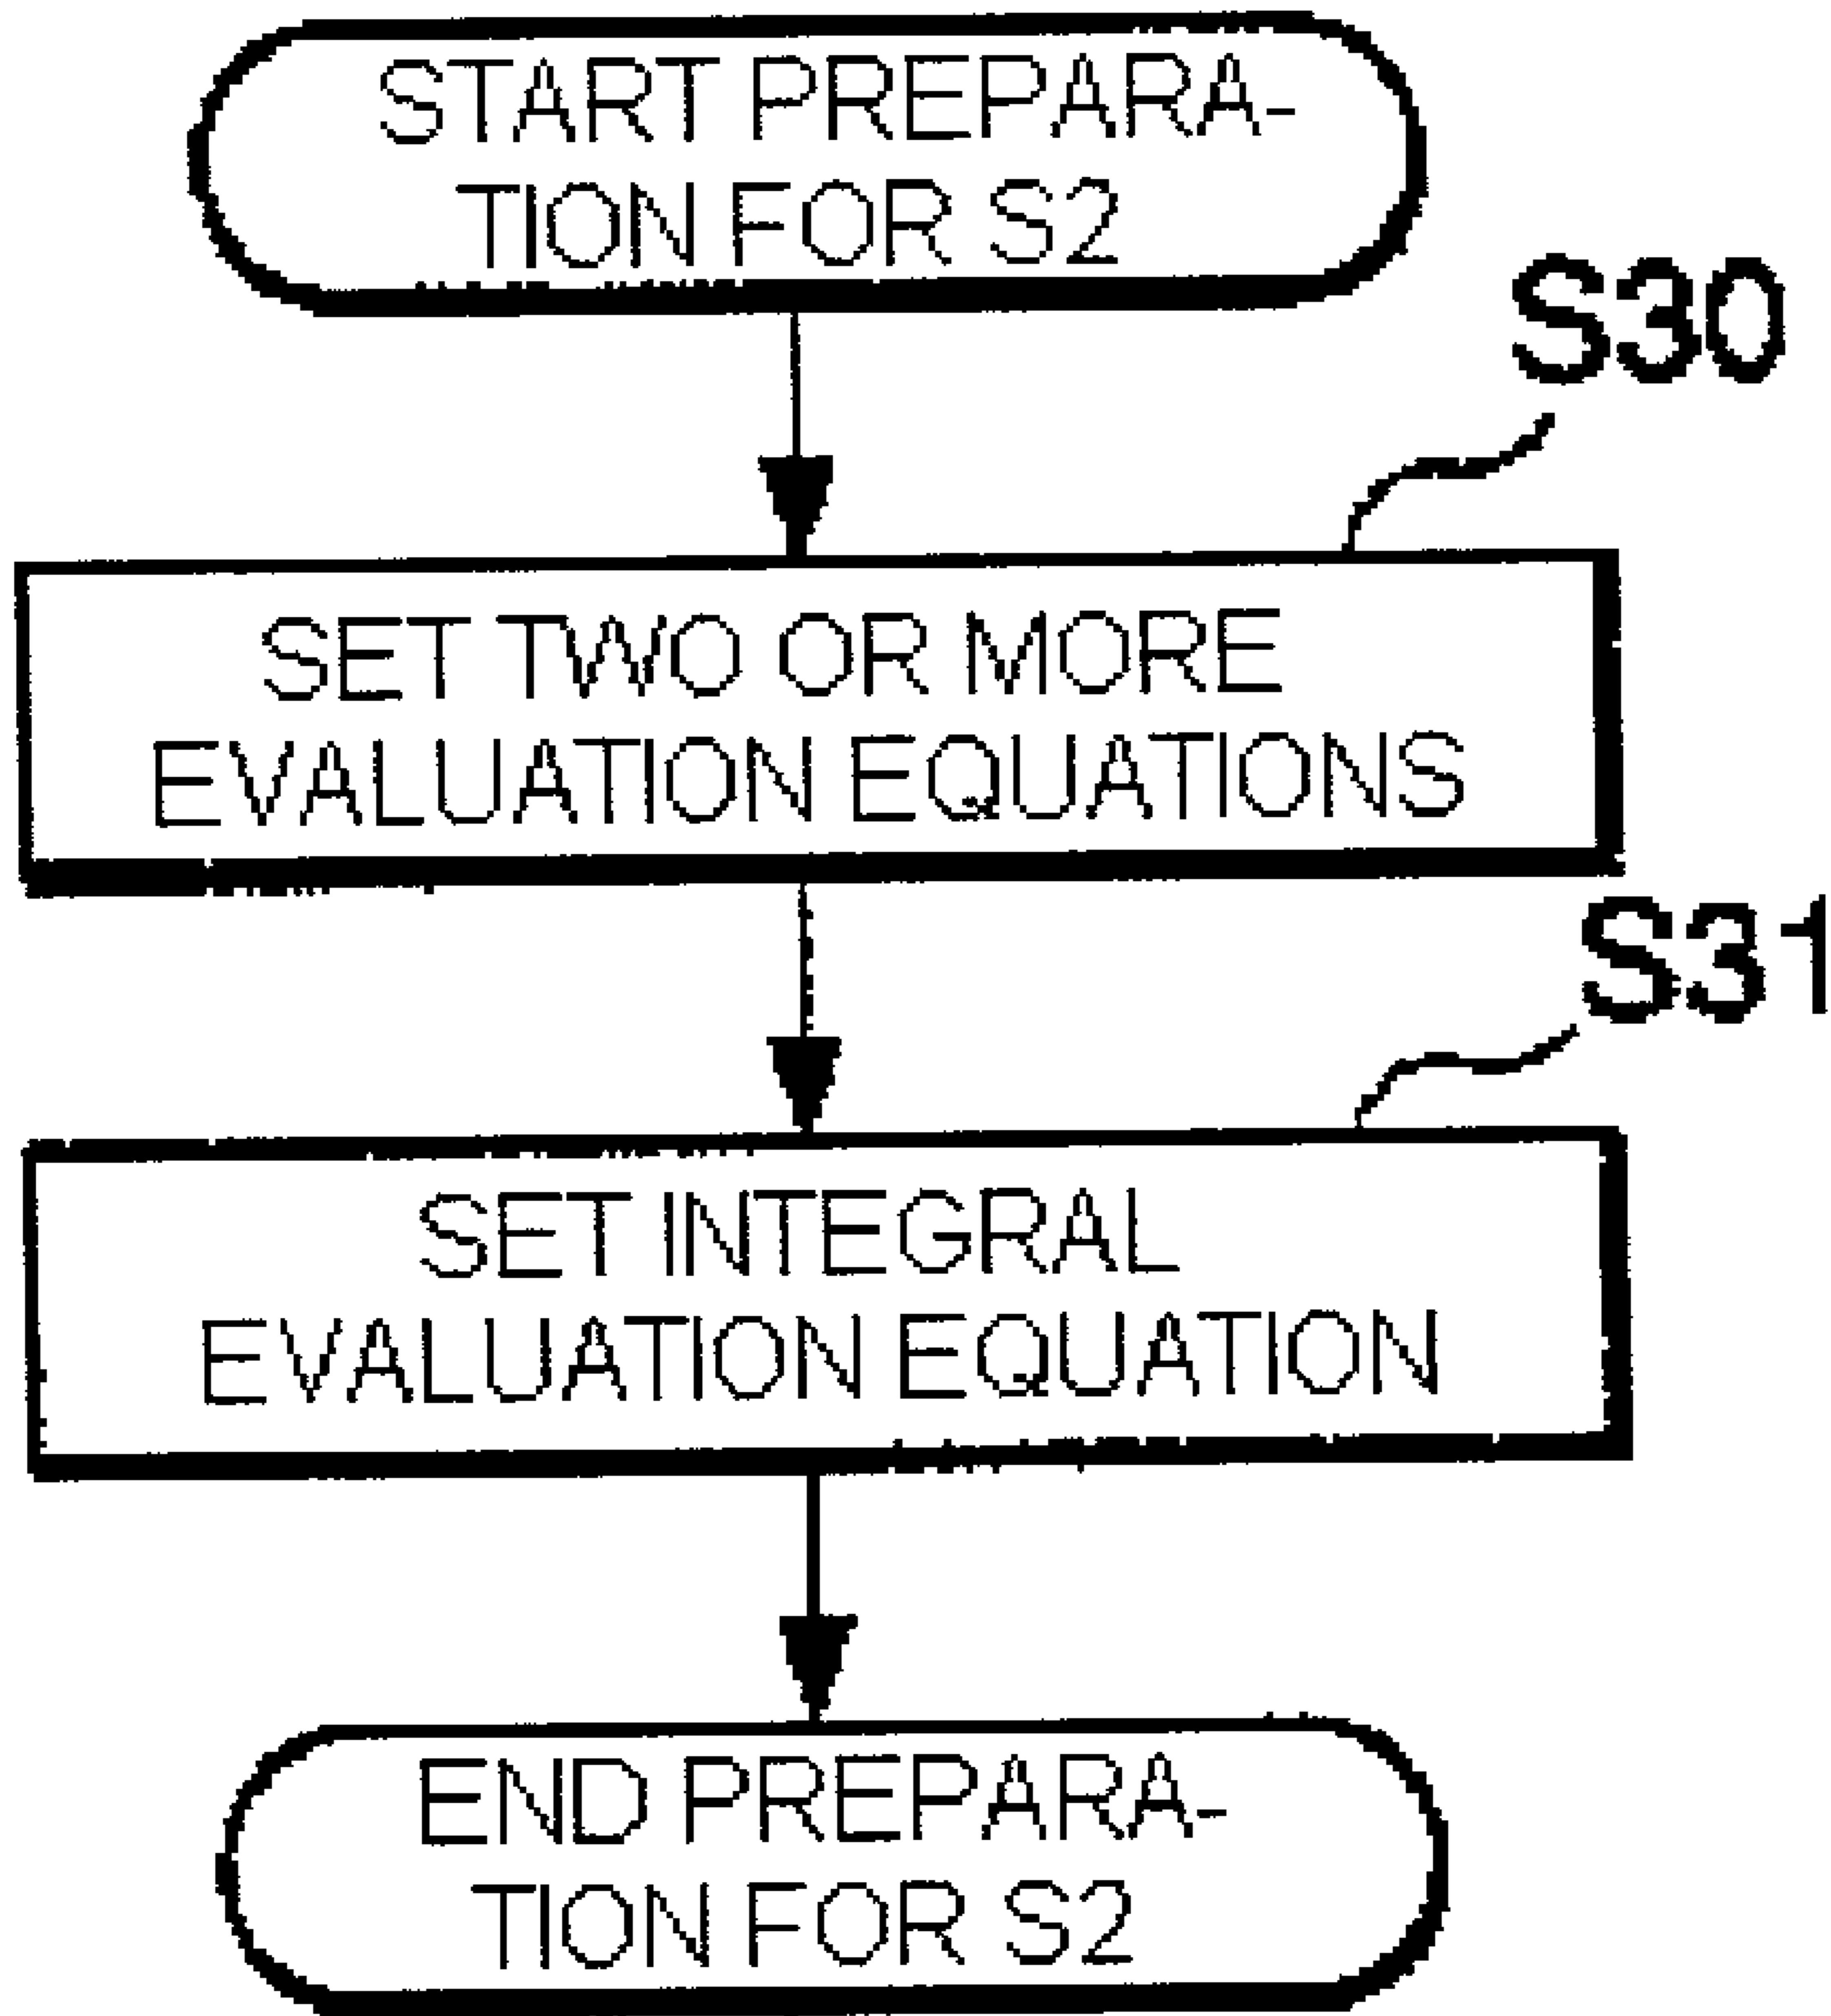 START PREPARA-
TION FOR S2
S30
SET TWO OR MORE
EVALUATION EQUATIONS
S31
SET INTEGRAL
EVALUATION EQUATION
END PREPARA-
TION FOR S2